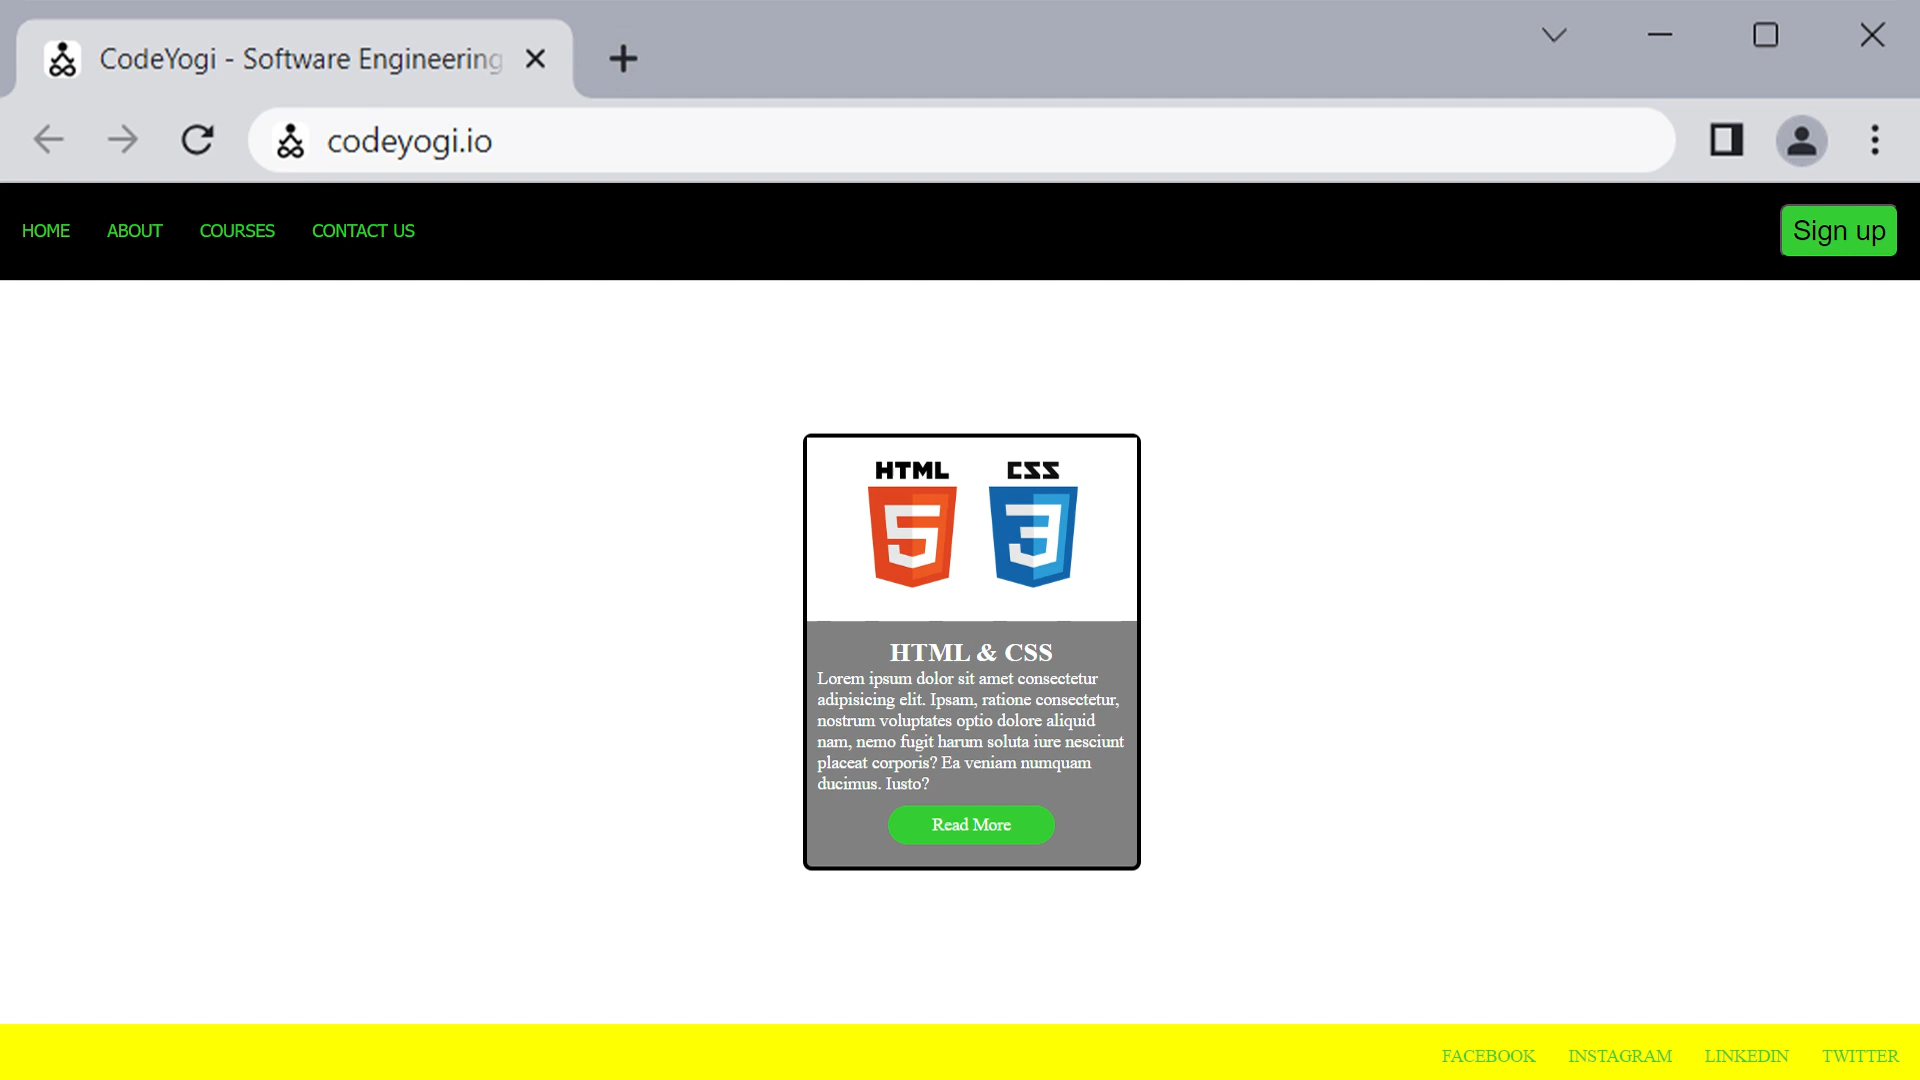 CodeYogi - Software Engineering
codeyogi.io
HOME ABOUT COURSES CONTACT US Sign up
HTML CSS
5 3
HTML & CSS
Lorem ipsum dolor sit amet consectetur
adipisicing elit. Ipsam, ratione consectetur,
nostrum voluptates optio dolore aliquid
nam, nemo fugit harum soluta iure nesciunt
placeat corporis? Ea veniam numquam
ducimus. Iusto?
Read More
FACEBOOK INSTAGRAM LINKEDIN TWITTER